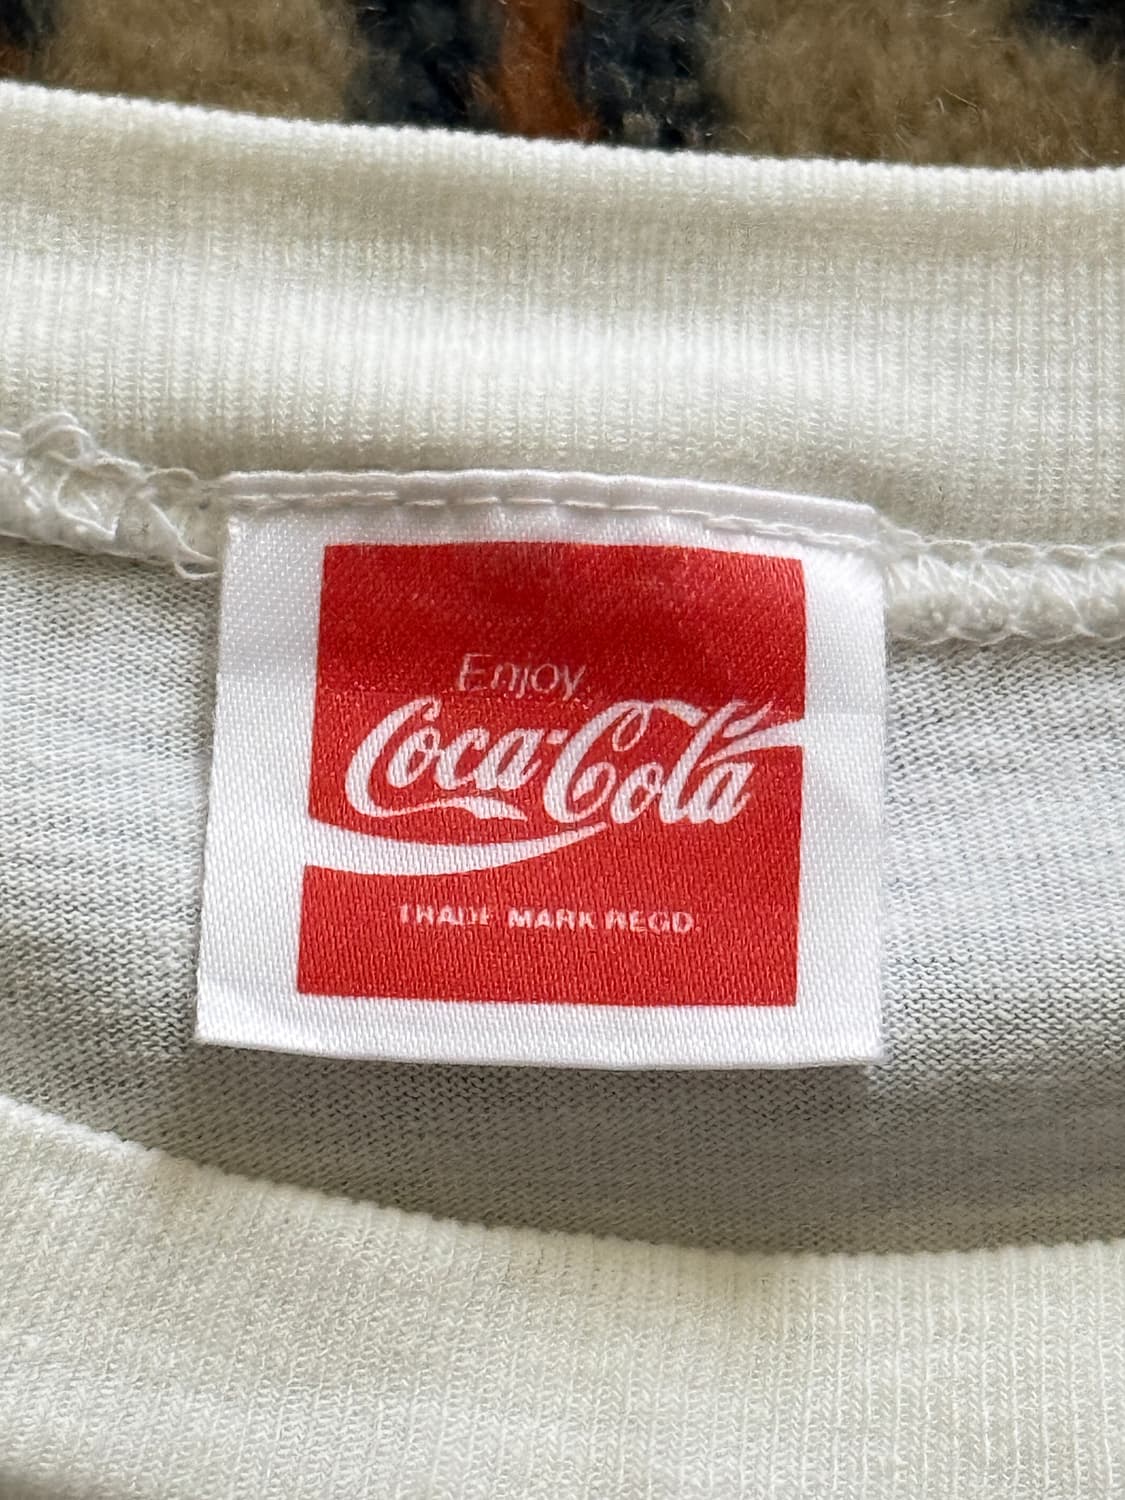 Enjoy
Coca-Cola
TRADE MARK REGD.